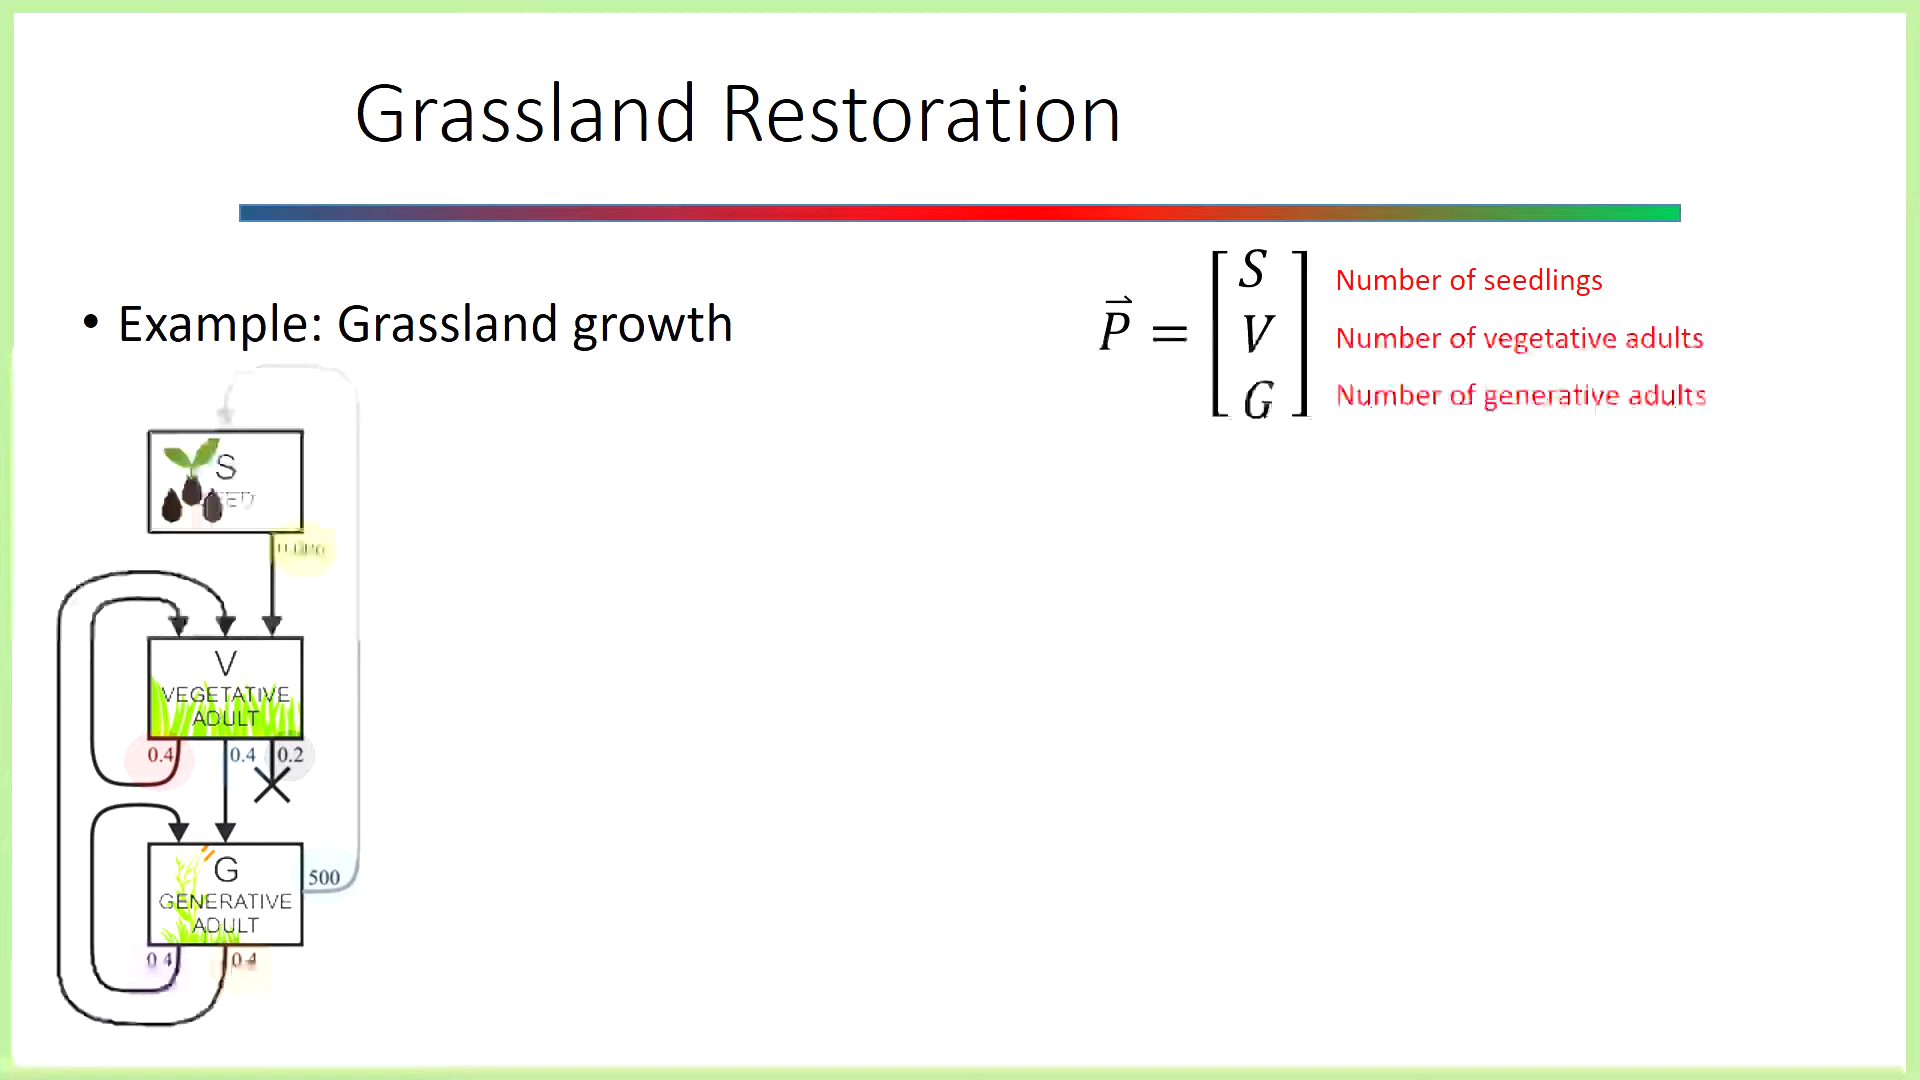 Grassland Restoration
• Example: Grassland growth
P⃗ = [ S V G ]
Number of seedlings
Number of vegetative adults
Number of generative adults
S
V
VEGETATIVE
ADULT
0.4 0.4 0.2
G
GENERATIVE
ADULT
500
0.4 0.4